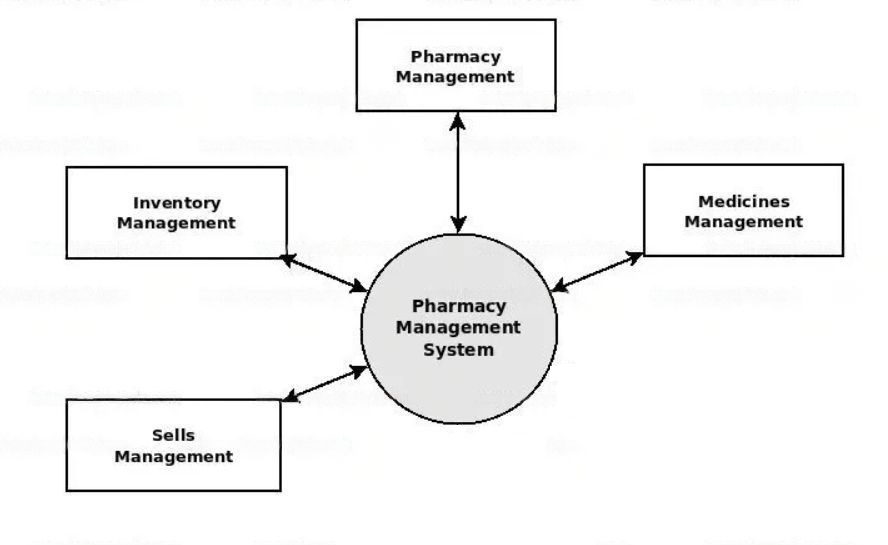 Pharmacy
Management
Inventory
Management
Medicines
Management
Pharmacy
Management
System
Sells
Management